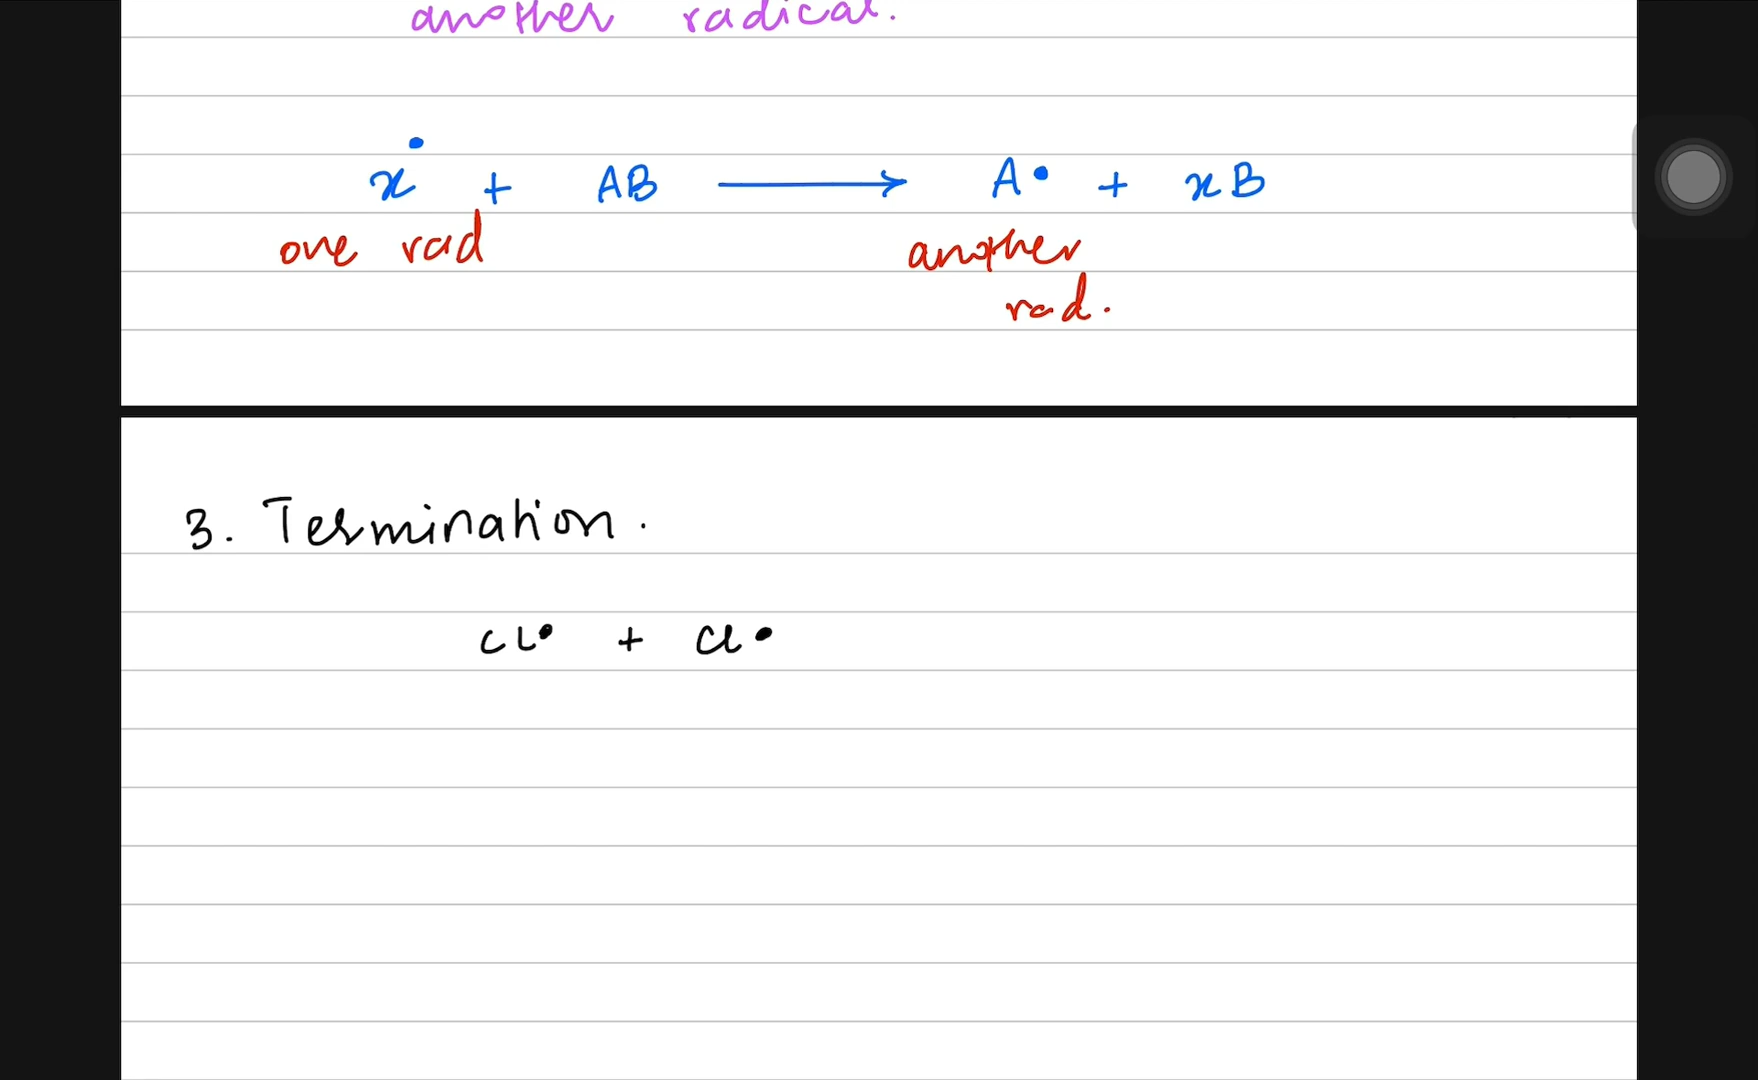 another radical.
x• + AB ⟶ A• + xB
one rad another
rad.
3. Termination.
Cl• + Cl•